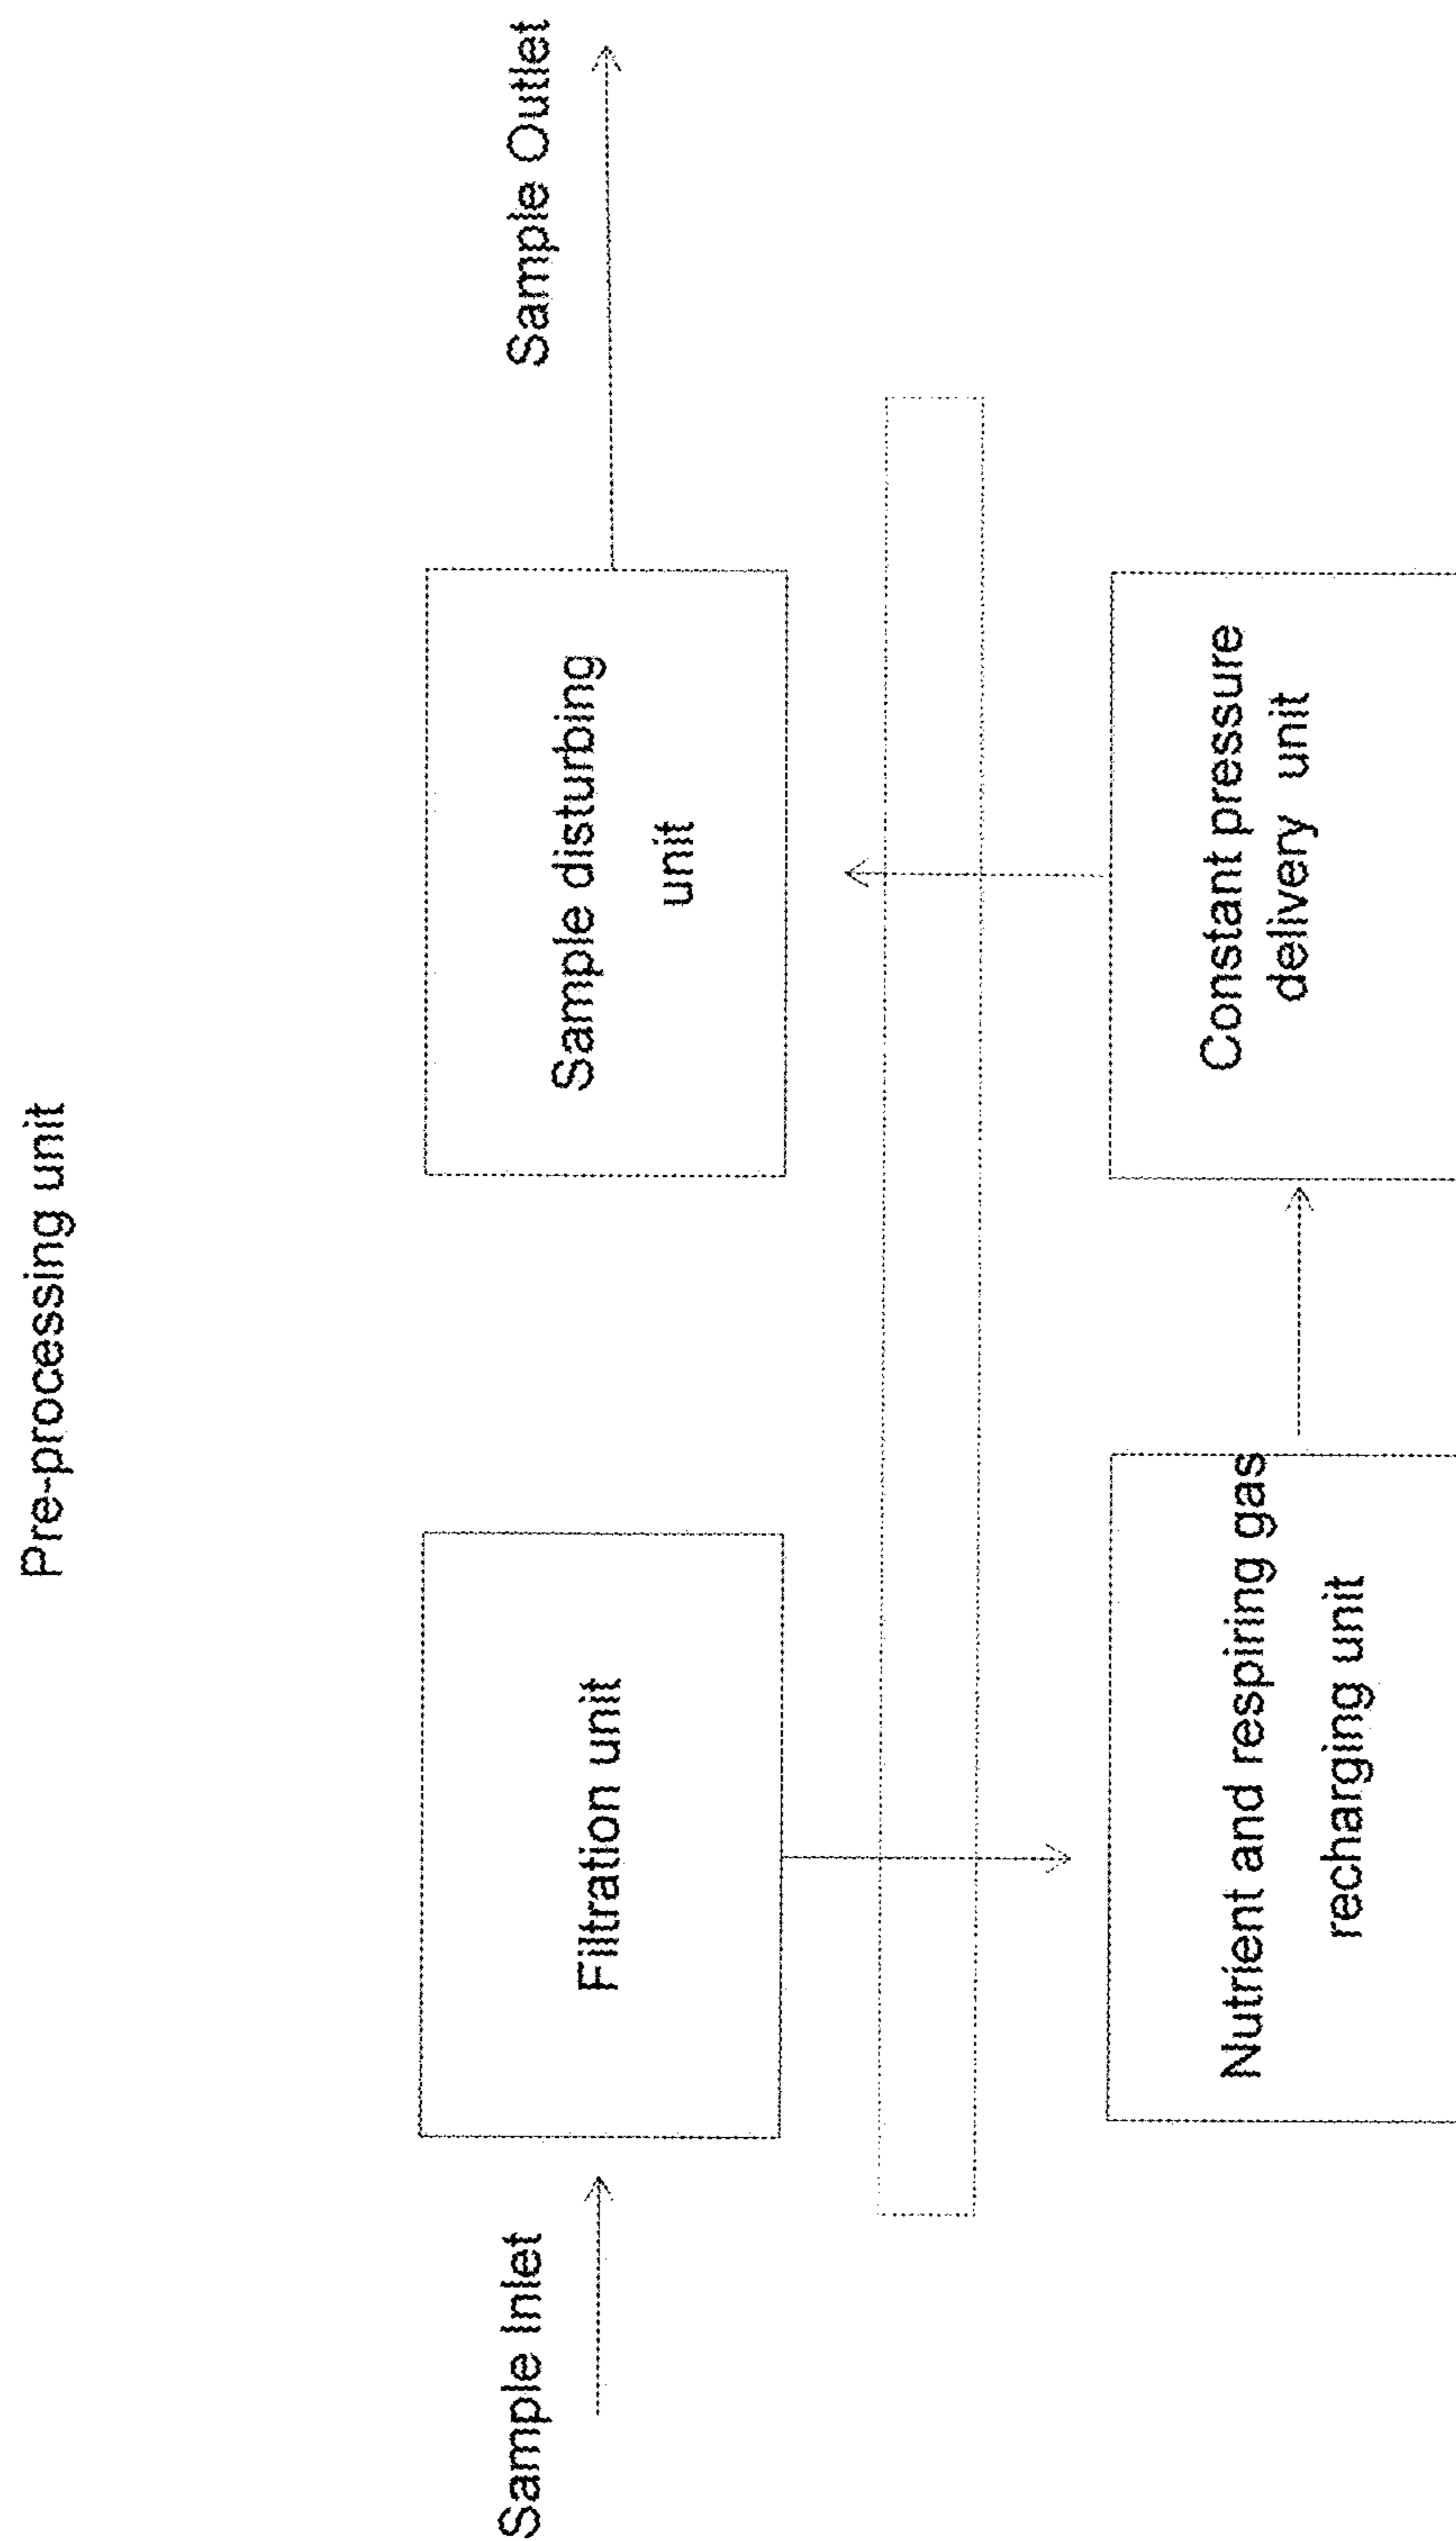 Pre-processing unit
Sample Inlet
Filtration unit
Sample disturbing
unit
Sample Outlet
Nutrient and respiring gas
recharging unit
Constant pressure
delivery unit